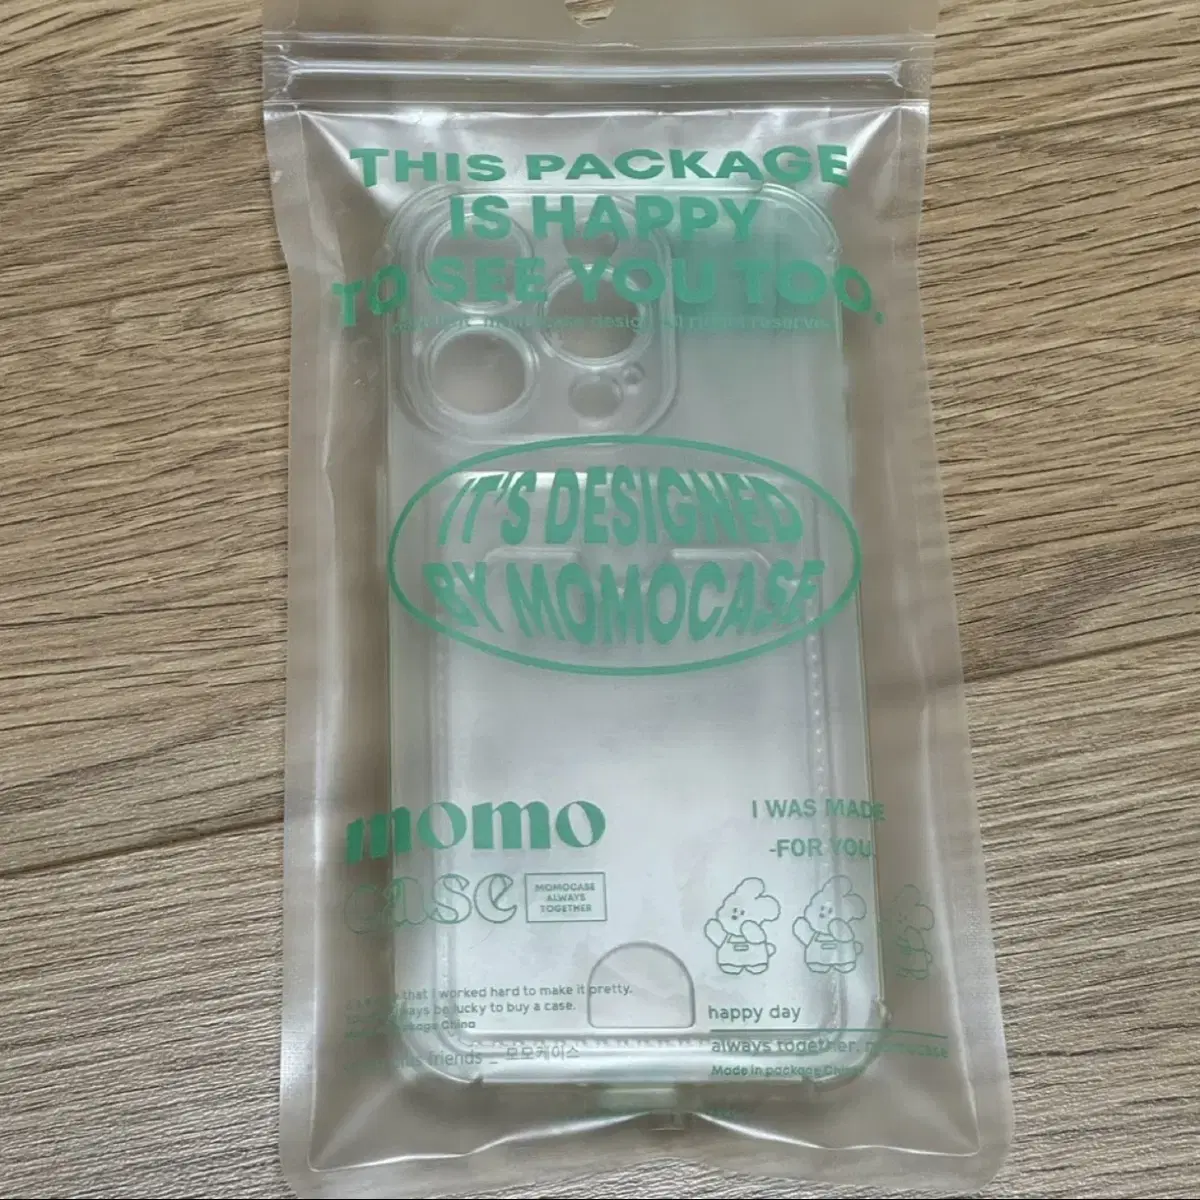 THIS PACKAGE
IS HAPPY
TO SEE YOU TOO.
IT'S DESIGNED
BY MOMOCASE
momo
case
MOMOCASE
ALWAYS
TOGETHER
I WAS MADE
-FOR YOU.
that I worked hard to make it pretty.
be lucky to buy a case.
China
friends _ 모모케이스
happy day
always together. momocase
Made in package China